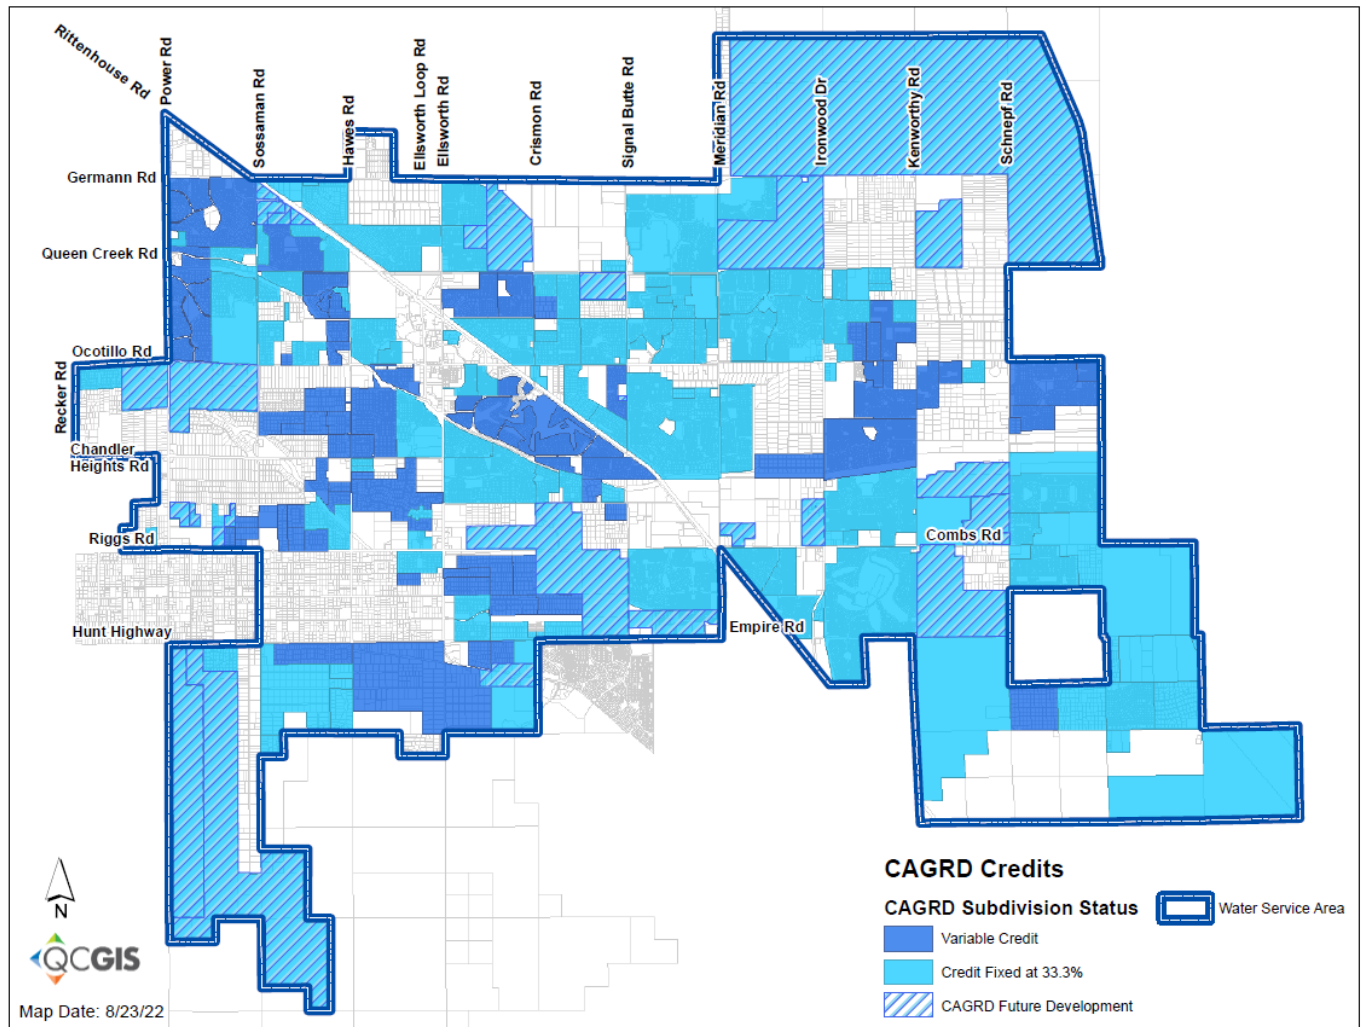 Rittenhouse Rd
Power Rd
Sossaman Rd
Hawes Rd
Ellsworth Loop Rd
Ellsworth Rd
Crismon Rd
Signal Butte Rd
Meridian Rd
Ironwood Dr
Kenworthy Rd
Schnepf Rd
Germann Rd
Queen Creek Rd
Ocotillo Rd
Recker Rd
Chandler
Heights Rd
Riggs Rd
Combs Rd
Hunt Highway
Empire Rd
CAGRD Credits
CAGRD Subdivision Status
Water Service Area
Variable Credit
Credit Fixed at 33.3%
CAGRD Future Development
N
QCGIS
Map Date: 8/23/22